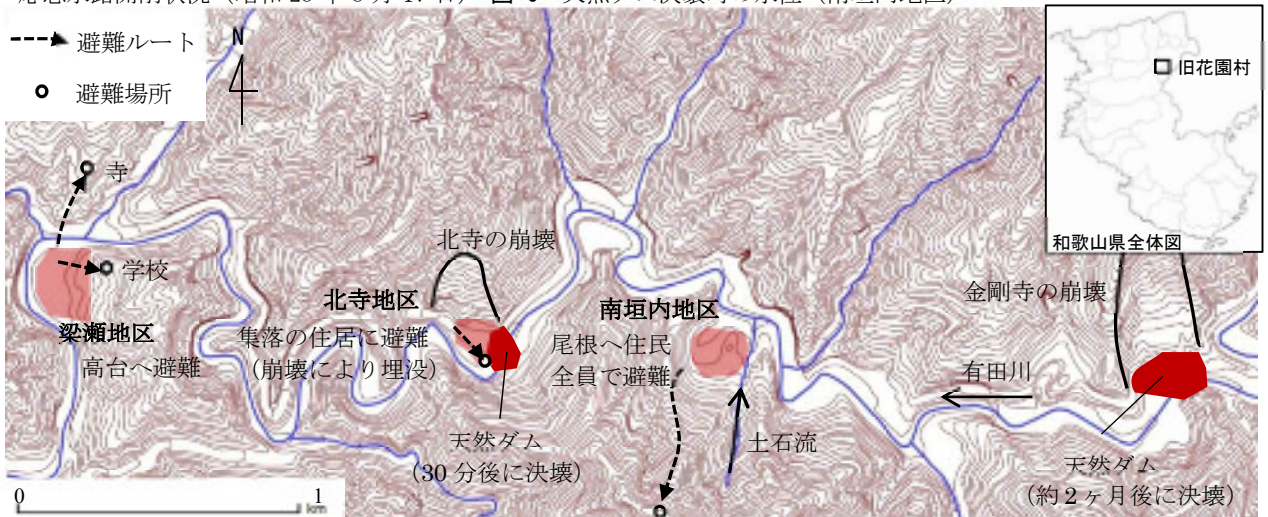 避難ルート
避難場所
N
旧花園村
和歌山県全体図
寺
学校
梁瀬地区
高台へ避難
北寺の崩壊
北寺地区
集落の住居に避難
(崩壊により埋没)
天然ダム
(30 分後に決壊)
南垣内地区
尾根へ住民
全員で避難
土石流
金剛寺の崩壊
有田川
天然ダム
(約 2 ヶ月後に決壊)
0
1
km